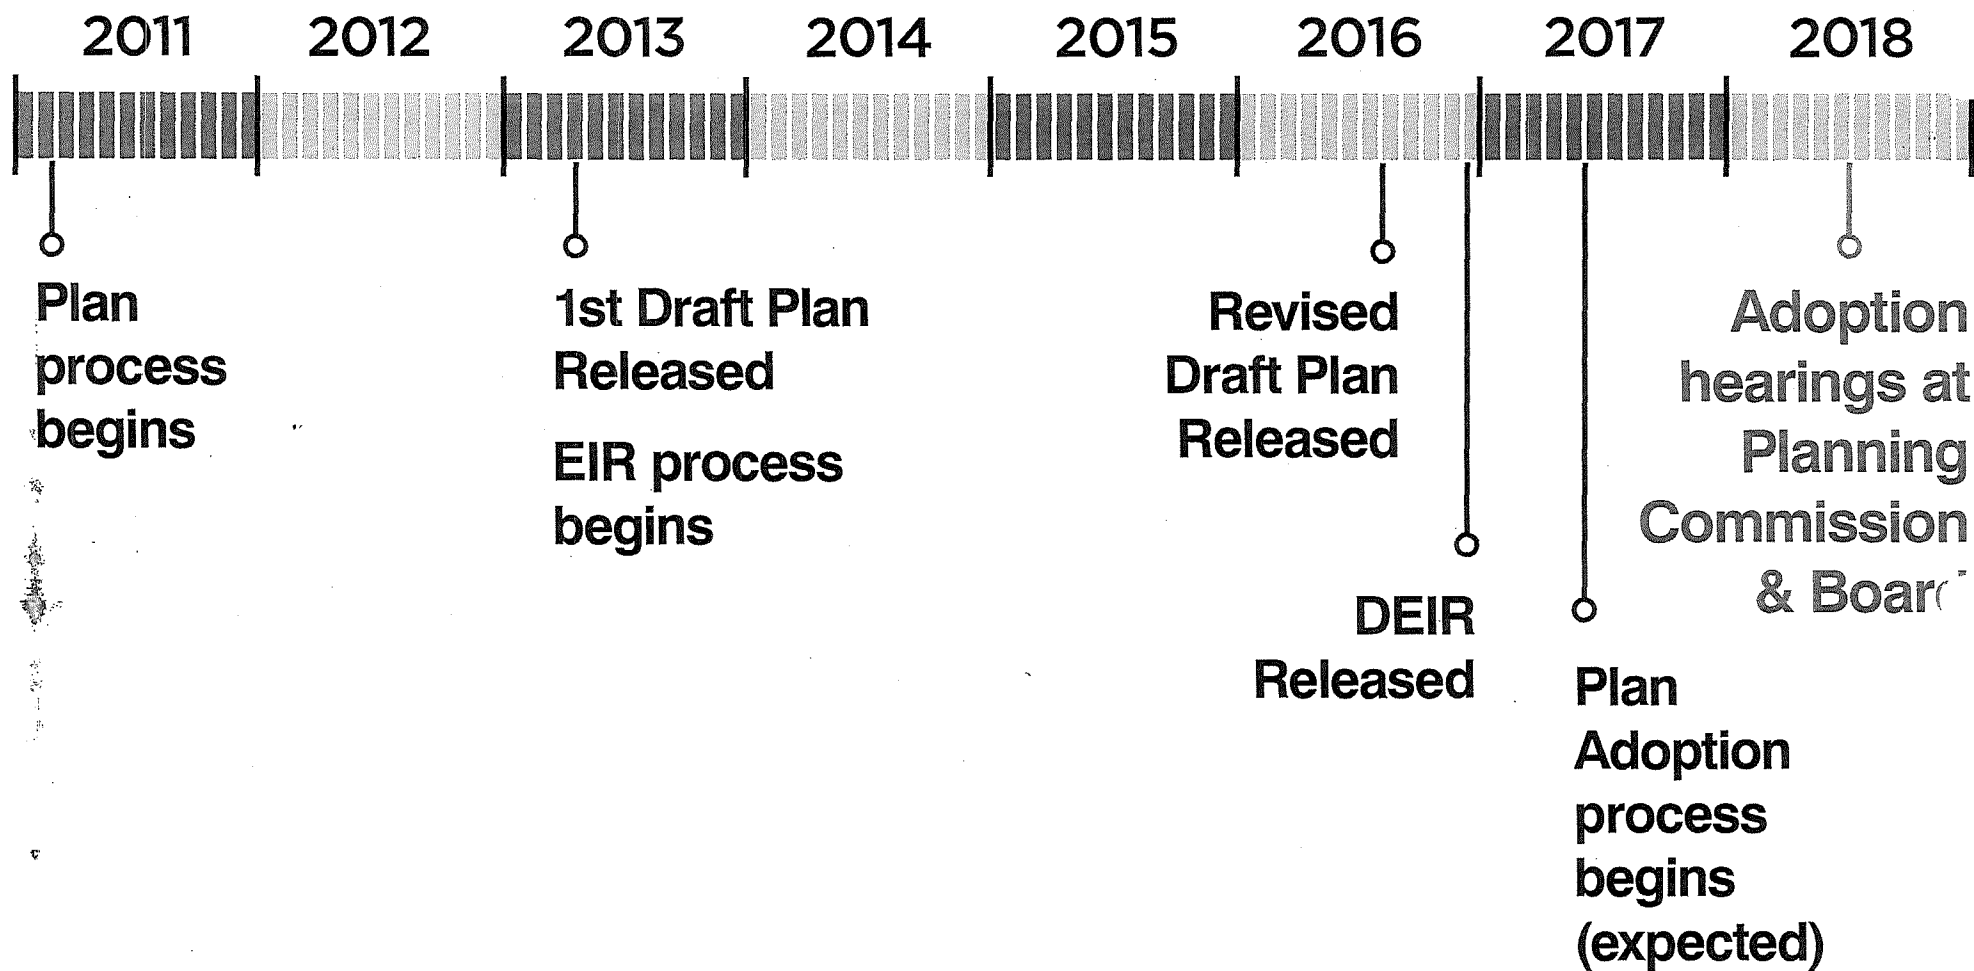 2011 2012 2013 2014 2015 2016 2017 2018
Plan
process
begins
1st Draft Plan
Released
EIR process
begins
Revised
Draft Plan
Released
DEIR
Released
Plan
Adoption
process
begins
(expected)
Adoption
hearings at
Planning
Commission
&